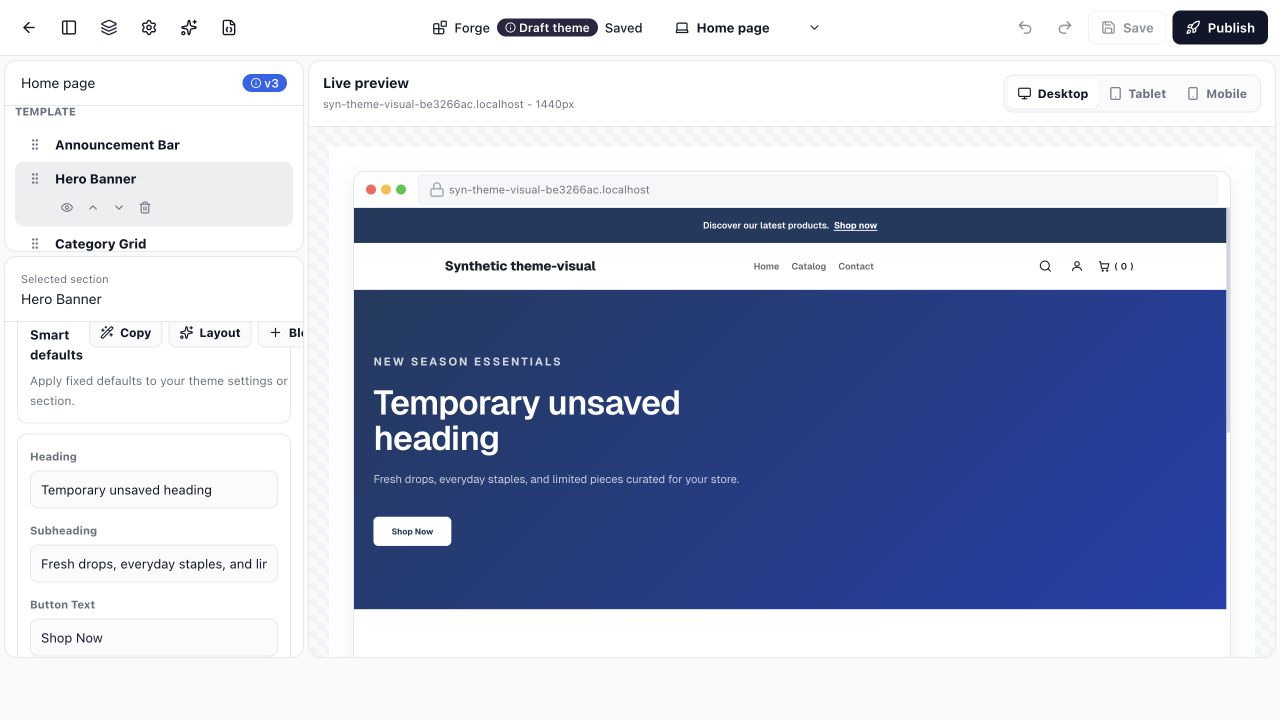 Forge
Draft theme
Saved
Home page
Save
Publish
Home page
v3
TEMPLATE
Announcement Bar
Hero Banner
Category Grid
Selected section
Hero Banner
Smart
defaults
Copy
Layout
Apply fixed defaults to your theme settings or
section.
Heading
Temporary unsaved heading
Subheading
Fresh drops, everyday staples, and
Button Text
Shop Now
Live preview
syn-theme-visual-be3266ac.localhost - 1440px
Desktop
Tablet
Mobile
syn-theme-visual-be3266ac.localhost
Discover our latest products. Shop now
Synthetic theme-visual
Home
Catalog
Contact
( 0 )
NEW SEASON ESSENTIALS
Temporary unsaved
heading
Fresh drops, everyday staples, and limited pieces curated for your store.
Shop Now